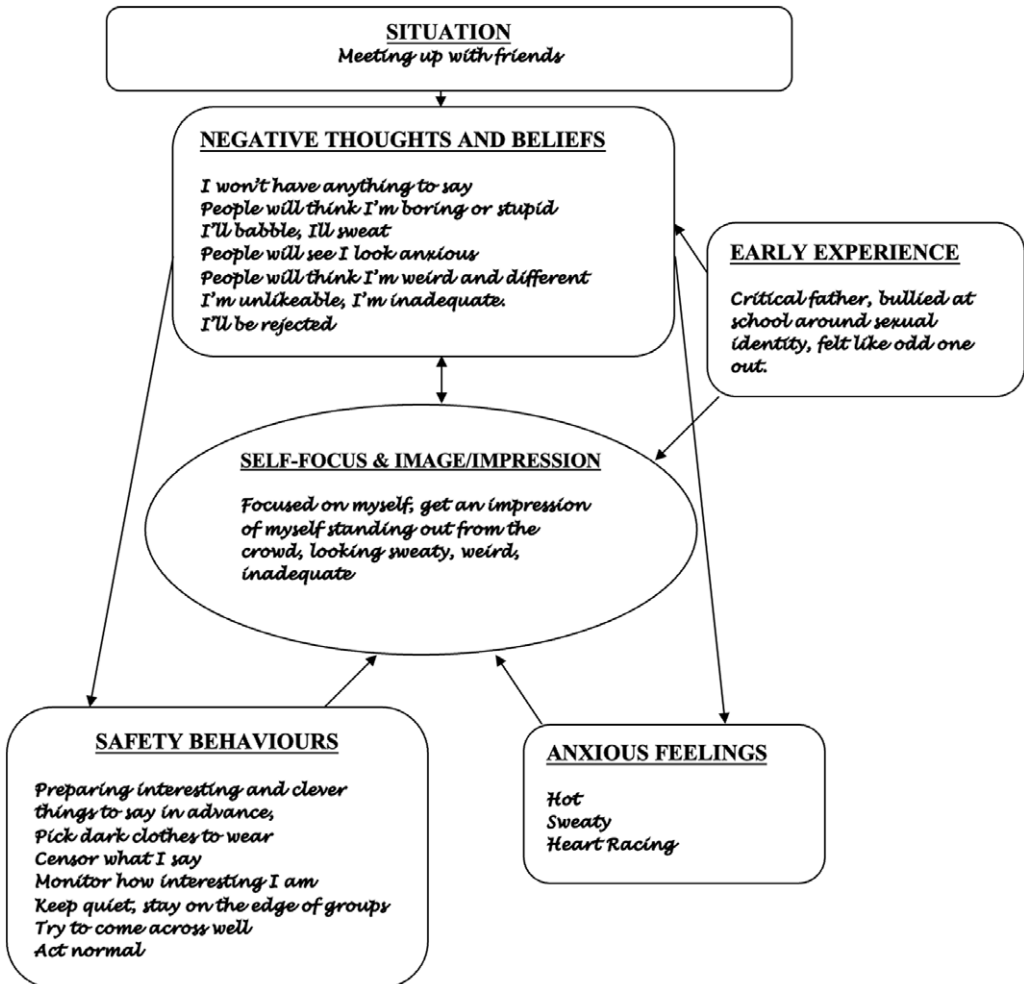 SITUATION
Meeting up with friends
NEGATIVE THOUGHTS AND BELIEFS
I won't have anything to say
People will think I'm boring or stupid
I'll babble, Ill sweat
People will see I look anxious
People will think I'm weird and different
I'm unlikeable, I'm inadequate.
I'll be rejected
EARLY EXPERIENCE
Critical father, bullied at
school around sexual
identity, felt like odd one
out.
SELF-FOCUS & IMAGE/IMPRESSION
Focused on myself, get an impression
of myself standing out from the
crowd, looking sweaty, weird,
inadequate
SAFETY BEHAVIOURS
Preparing interesting and clever
things to say in advance,
Pick dark clothes to wear
Censor what I say
Monitor how interesting I am
Keep quiet, stay on the edge of groups
Try to come across well
Act normal
ANXIOUS FEELINGS
Hot
Sweaty
Heart Racing